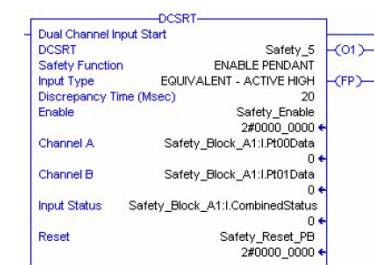 DCSRT
Dual Channel Input Start
DCSRT Safety_5 (O1)
Safety Function ENABLE PENDANT
Input Type EQUIVALENT - ACTIVE HIGH (FP)
Discrepancy Time (Msec) 20
Enable Safety_Enable
2#0000_0000
Channel A Safety_Block_A1:I.Pt00Data
0
Channel B Safety_Block_A1:I.Pt01Data
0
Input Status Safety_Block_A1:I.CombinedStatus
0
Reset Safety_Reset_PB
2#0000_0000